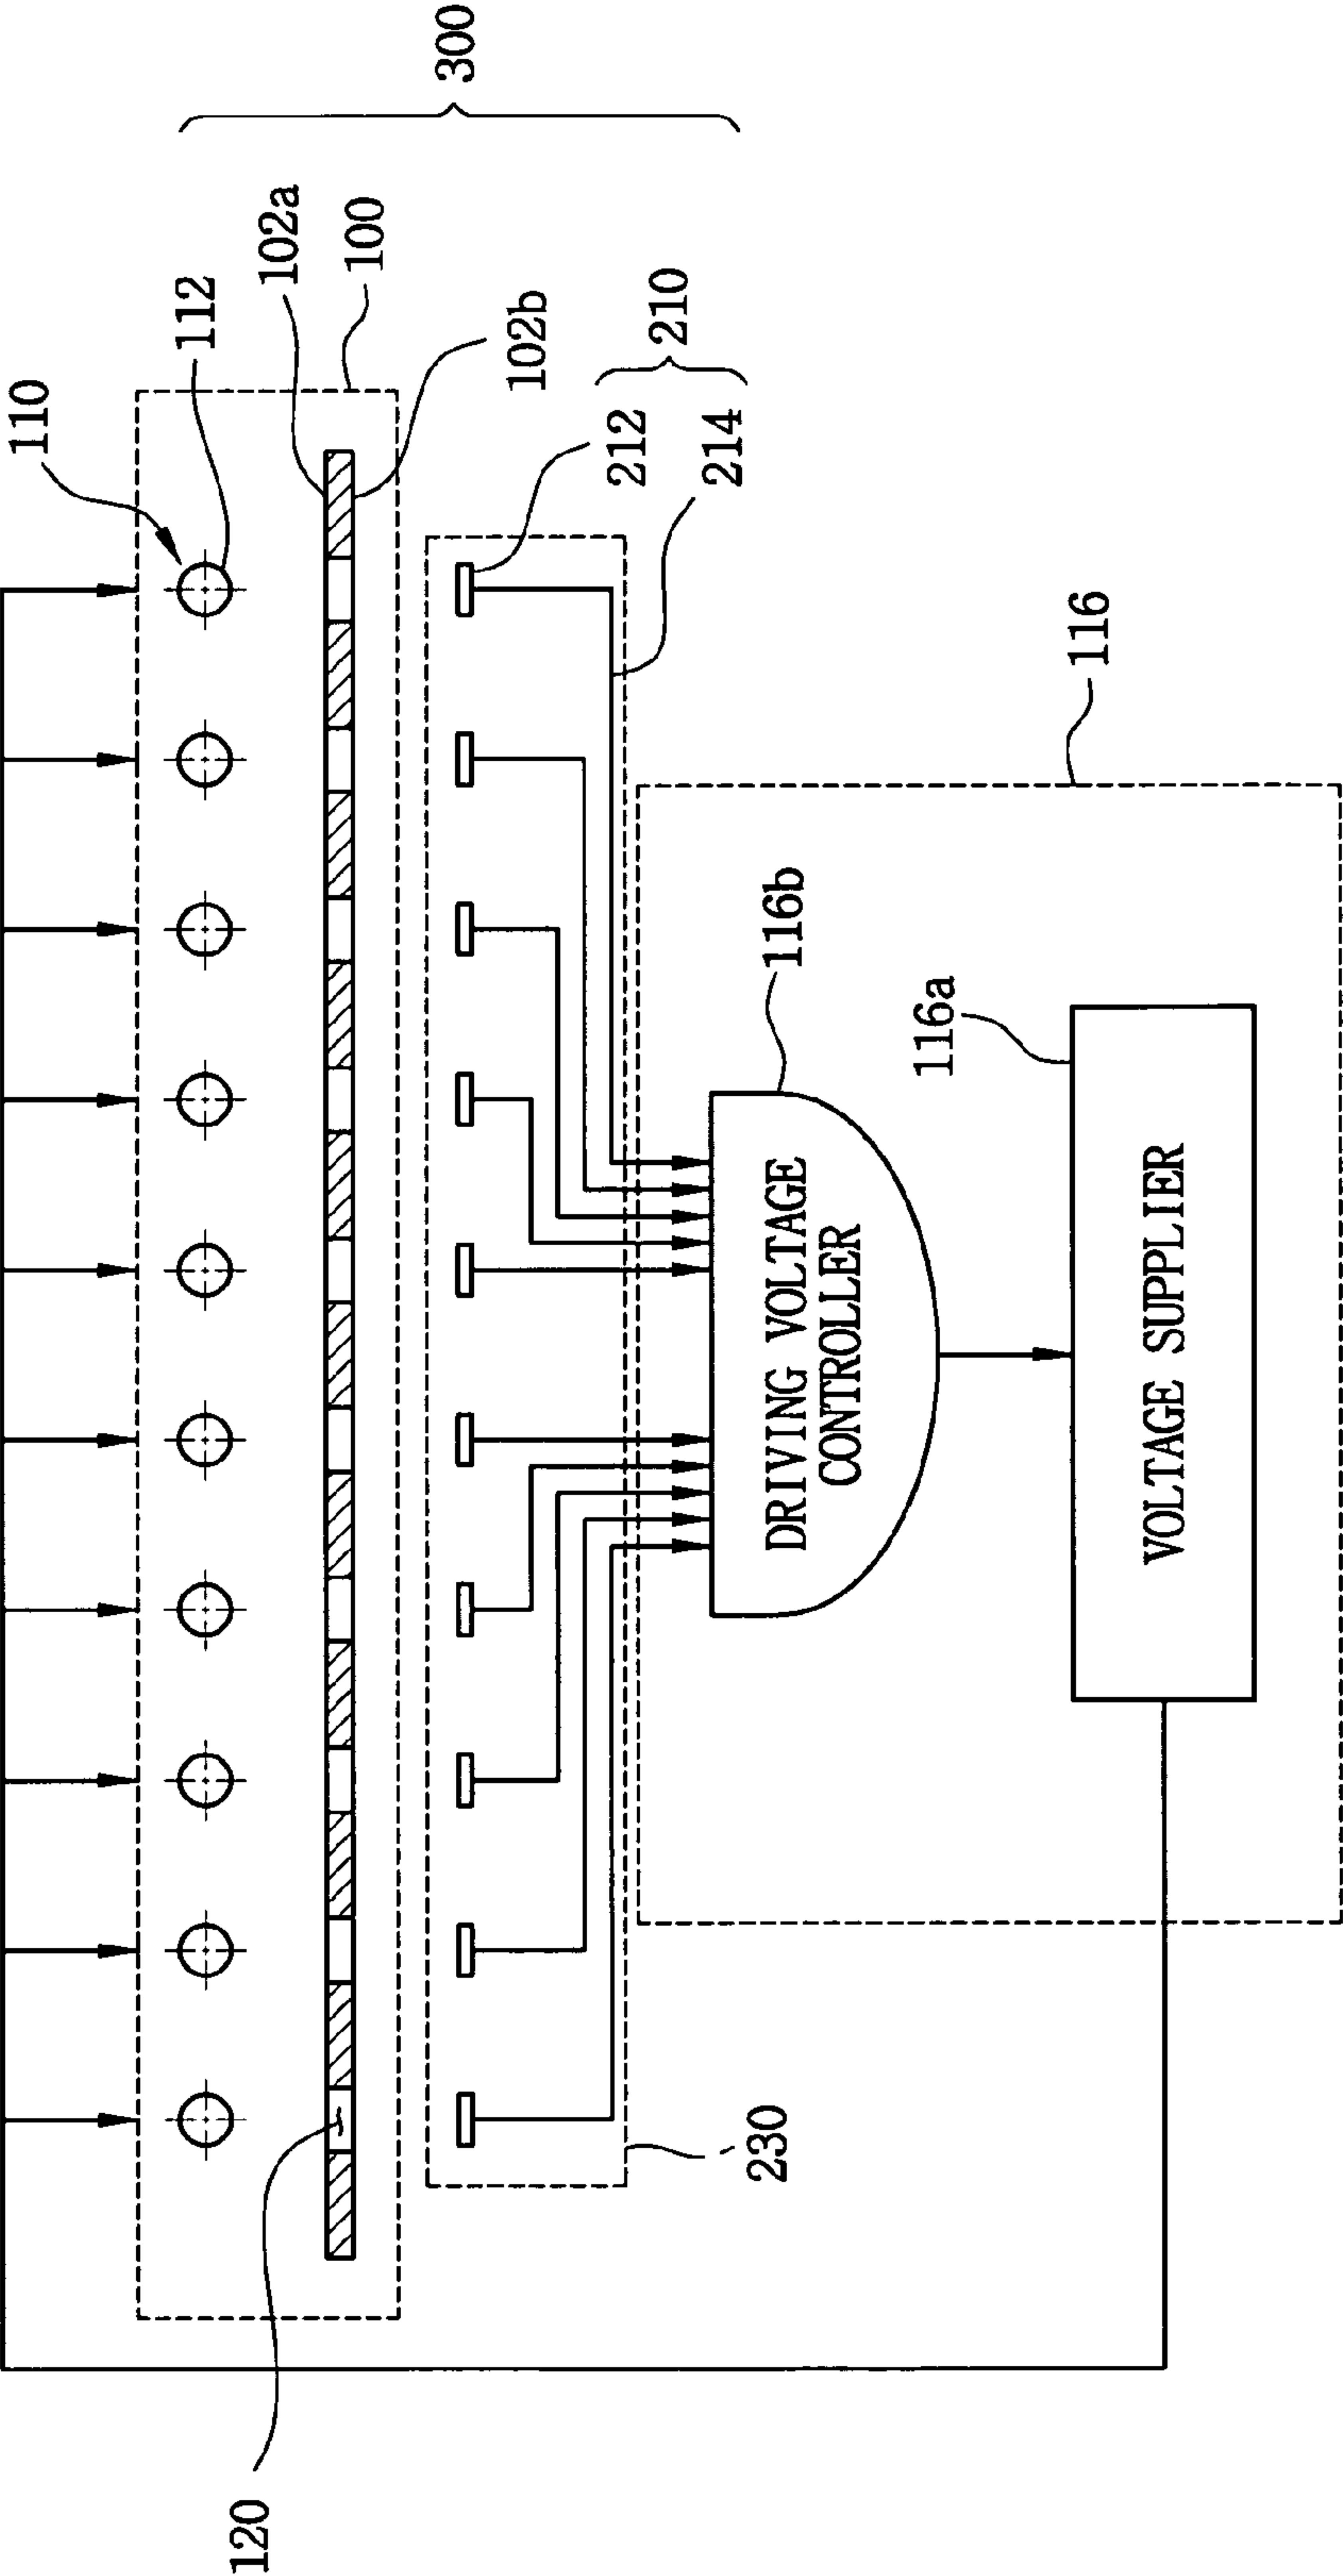 300
102a
100
112
110
102b
210
212
214
116
116b
116a
DRIVING VOLTAGE
CONTROLLER
VOLTAGE SUPPLIER
230
120